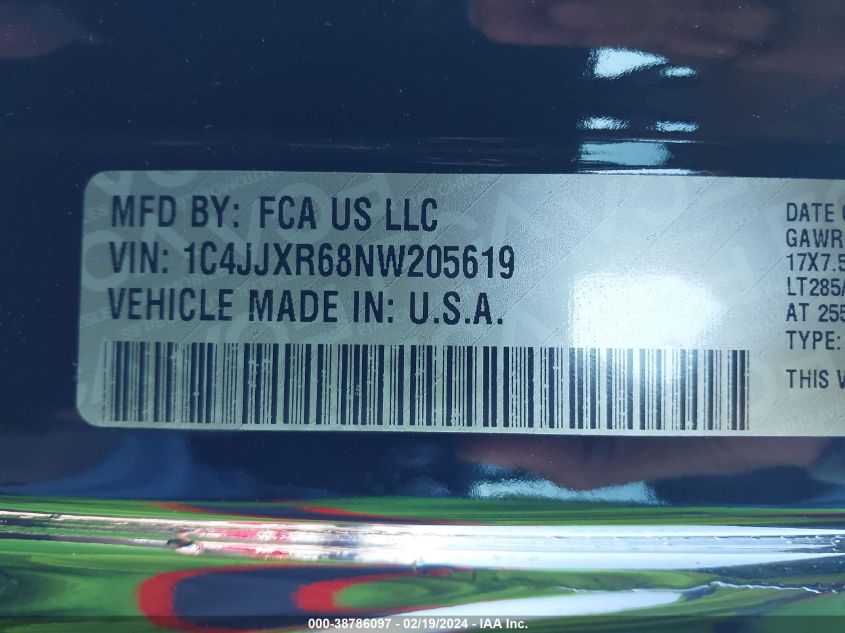 MFD BY: FCA US LLC
VIN: 1C4JJXR68NW205619
VEHICLE MADE IN: U.S.A.
DATE
GAWR
17X7.5
LT285/
AT 255
TYPE:
THIS
000-38786097 - 02/19/2024 - IAA Inc.